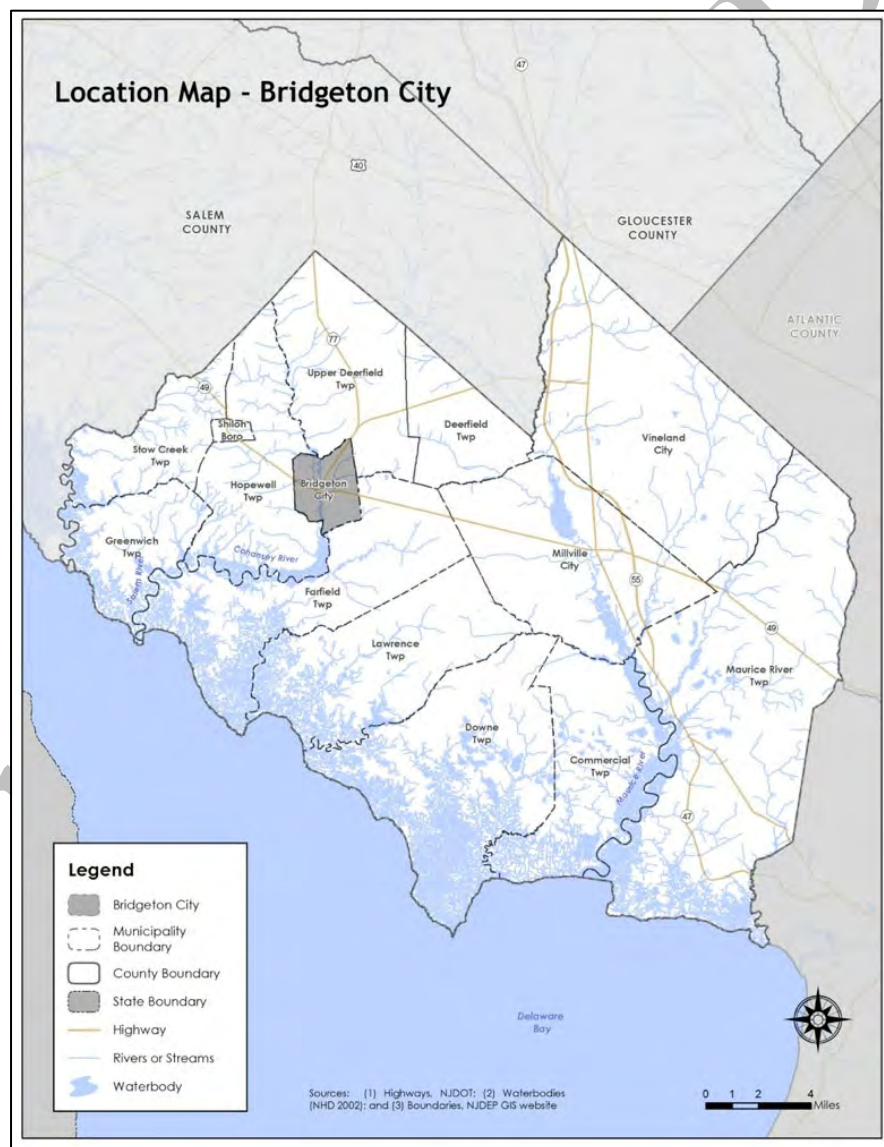 Location Map - Bridgeton City
47
40
SALEM
COUNTY
GLOUCESTER
COUNTY
ATLANTIC
COUNTY
77
Upper Deerfield
Twp
49
Shiloh
Boro
Deerfield
Twp
Vineland
City
Stow Creek
Twp
Hopewell
Twp
Bridgeton
City
Greenwich
Twp
Cohansey River
Salem River
Millville
City
55
Farfield
Twp
49
Lawrence
Twp
Maurice River
Twp
Downe
Twp
Commercial
Twp
Maurice River
47
Legend
Bridgeton City
Municipality
Boundary
County Boundary
State Boundary
Highway
Rivers or Streams
Waterbody
Delaware
Bay
Sources: (1) Highways, NJDOT; (2) Waterbodies
(NHD 2002); and (3) Boundaries, NJDEP GIS website
0 1 2 4
Miles